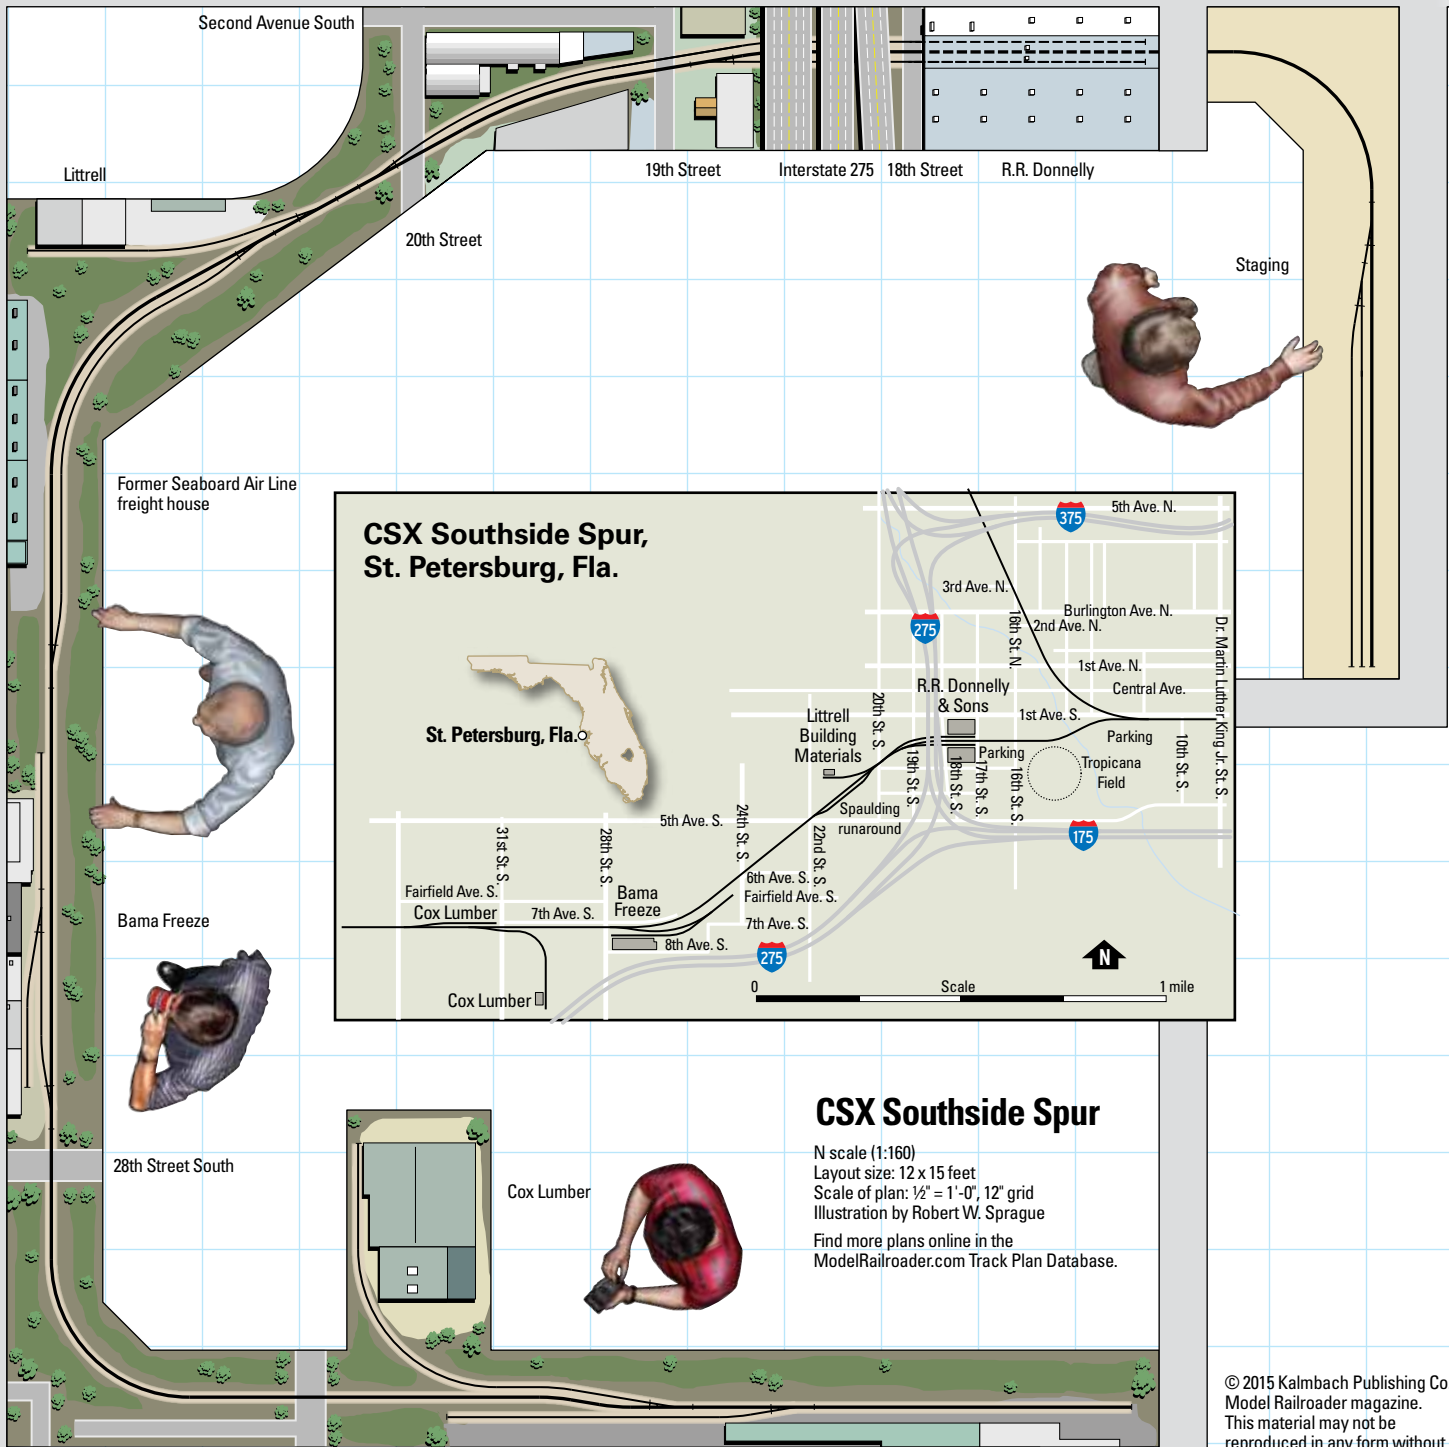 Second Avenue South
Littrell
19th Street
Interstate 275
18th Street
R.R. Donnelly
20th Street
Staging
Former Seaboard Air Line
freight house
CSX Southside Spur,
St. Petersburg, Fla.
375
5th Ave. N.
3rd Ave. N.
275
16th St. N.
Burlington Ave. N.
2nd Ave. N.
Dr. Martin Luther King Jr. St. S.
1st Ave. N.
Central Ave.
R.R. Donnelly
& Sons
20th St. S.
1st Ave. S.
Littrell
Building
Materials
St. Petersburg, Fla.
Parking
Parking
10th St. S.
19th St. S.
18th St. S.
17th St. S.
16th St. S.
Tropicana
Field
Spaulding
runaround
24th St. S.
22nd St. S.
5th Ave. S.
31st St. S.
28th St. S.
175
6th Ave. S.
Fairfield Ave. S.
Fairfield Ave. S.
Bama
Freeze
Cox Lumber
7th Ave. S.
7th Ave. S.
8th Ave. S.
275
N
Cox Lumber
0
Scale
1 mile
Bama Freeze
28th Street South
Cox Lumber
CSX Southside Spur
N scale (1:160)
Layout size: 12 x 15 feet
Scale of plan: ½" = 1'-0", 12" grid
Illustration by Robert W. Sprague
Find more plans online in the
ModelRailroader.com Track Plan Database.
© 2015 Kalmbach Publishing Co
Model Railroader magazine.
This material may not be
reproduced in any form without